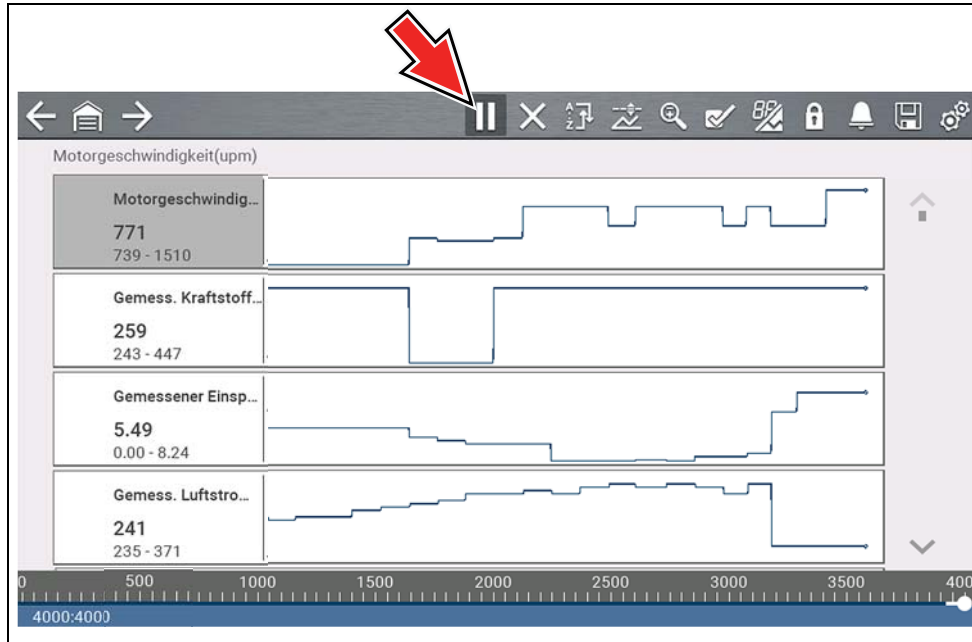 Motorgeschwindigkeit(upm)
Motorgeschwindig...
771
739 - 1510
Gemess. Kraftstoff...
259
243 - 447
Gemessener Einsp...
5.49
0.00 - 8.24
Gemess. Luftstro...
241
235 - 371
0 500 1000 1500 2000 2500 3000 3500 400
4000:4000